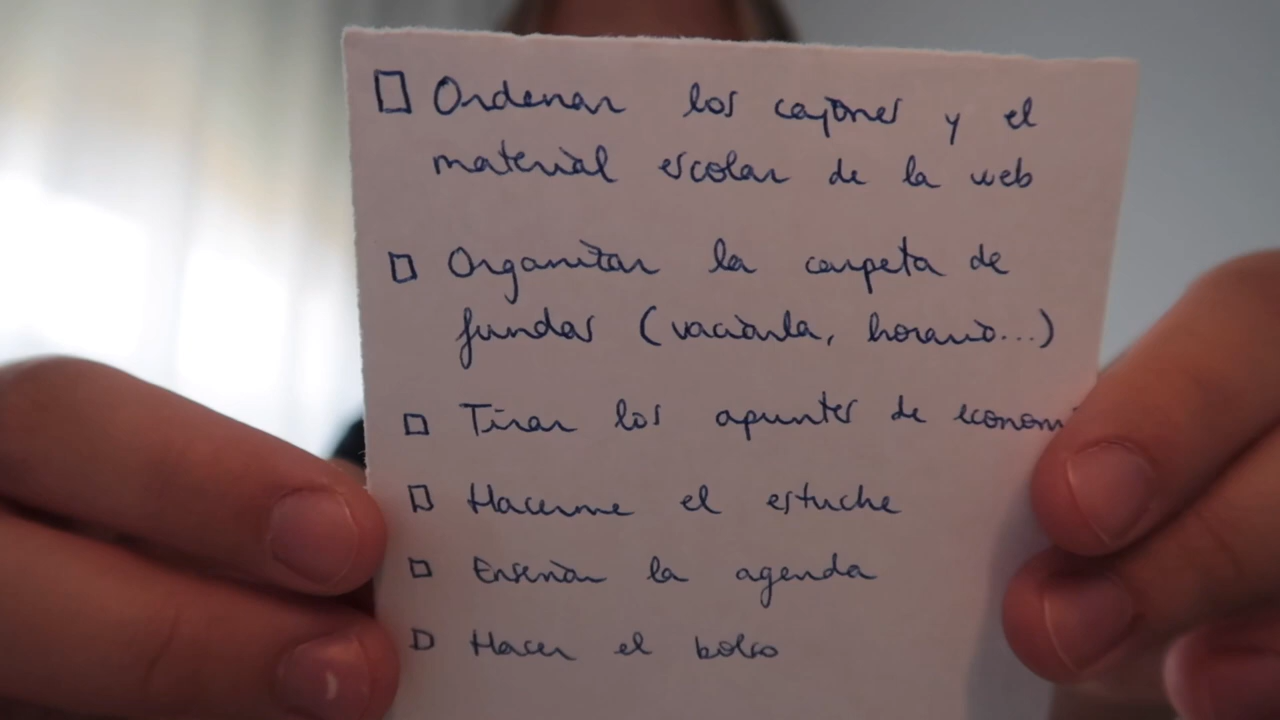 Ordenar los cajones y el
material escolar de la web
Organizar la carpeta de
fundas (vaciarla, horario...)
Tirar los apuntes de econom
Hacerme el estuche
Enseñar la agenda
Hacer el bolso